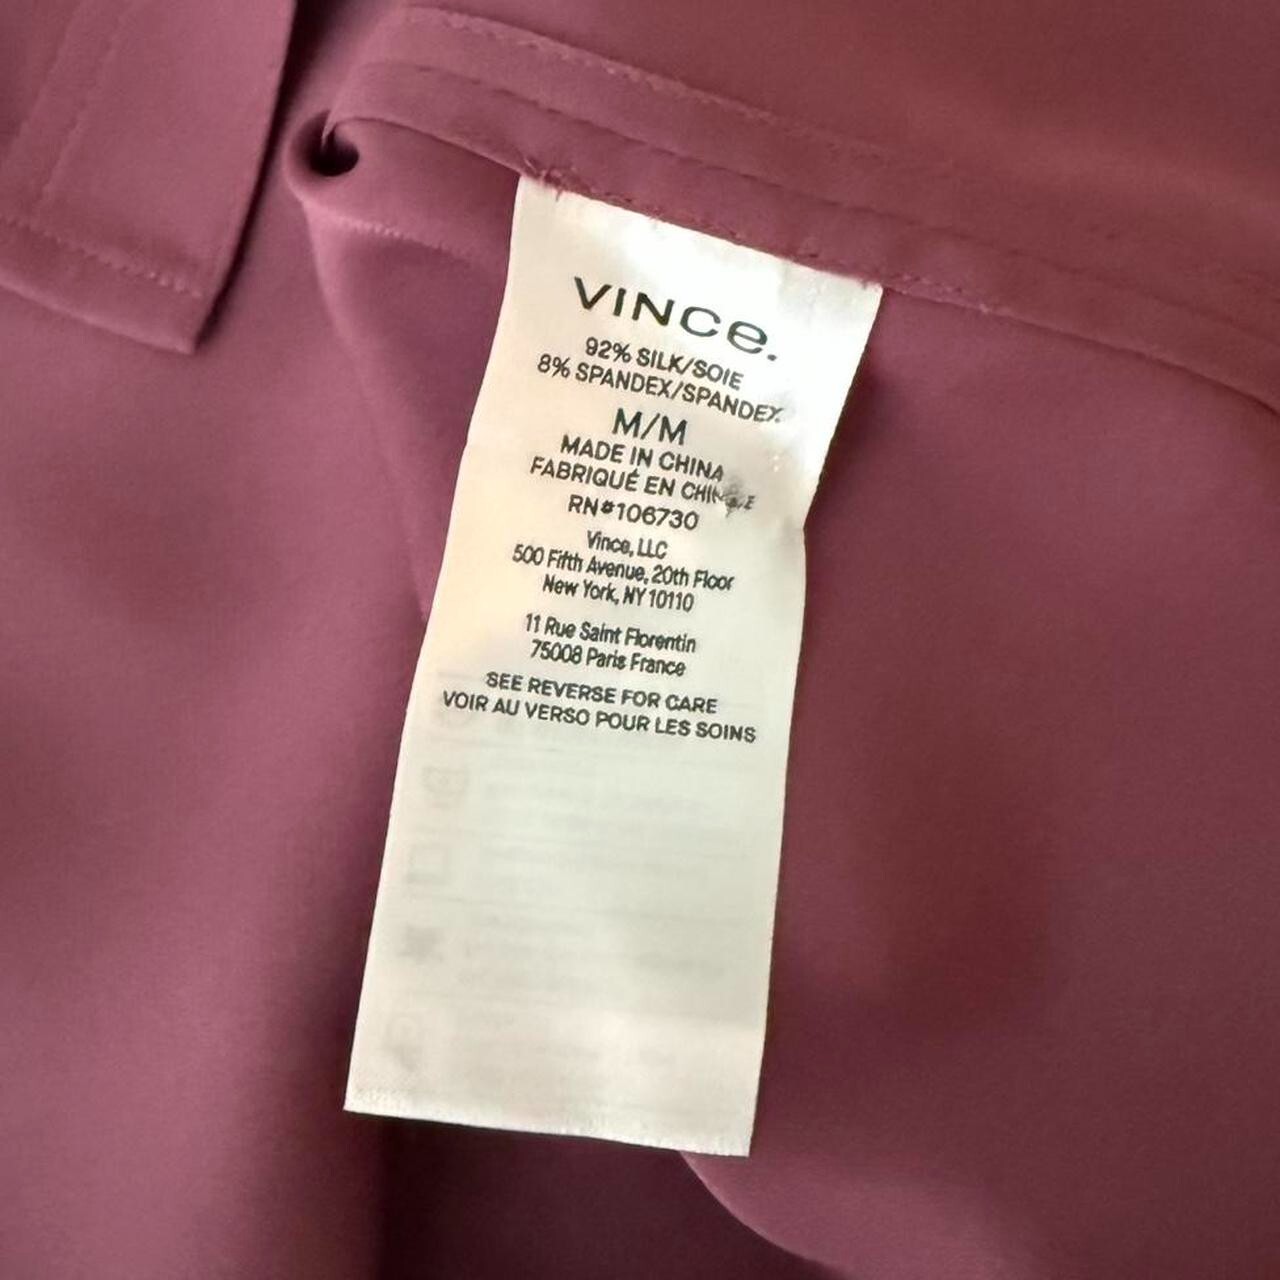 VINCE.
92% SILK/SOIE
8% SPANDEX/SPANDEX
M/M
MADE IN CHINA
FABRIQUÉ EN CHINE
RN#106730
Vince, LLC
500 Fifth Avenue, 20th Floor
New York, NY 10110
11 Rue Saint Florentin
75008 Paris France
SEE REVERSE FOR CARE
VOIR AU VERSO POUR LES SOINS